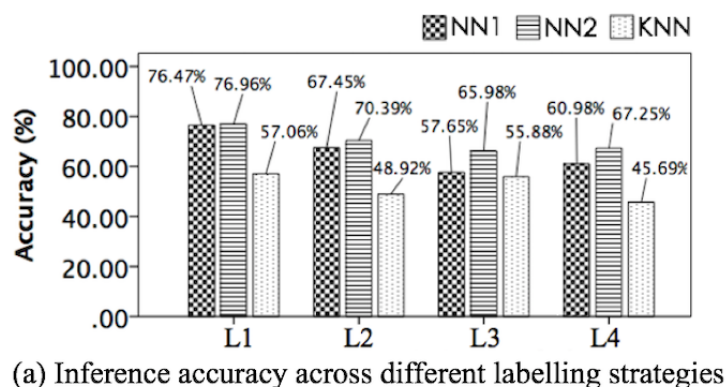 NN1 NN2 KNN
Accuracy (%)
100.00
80.00
60.00
40.00
20.00
.00
76.47% 76.96% 57.06%
67.45% 70.39% 48.92%
57.65% 65.98% 55.88%
60.98% 67.25% 45.69%
L1 L2 L3 L4
(a) Inference accuracy across different labelling strategies